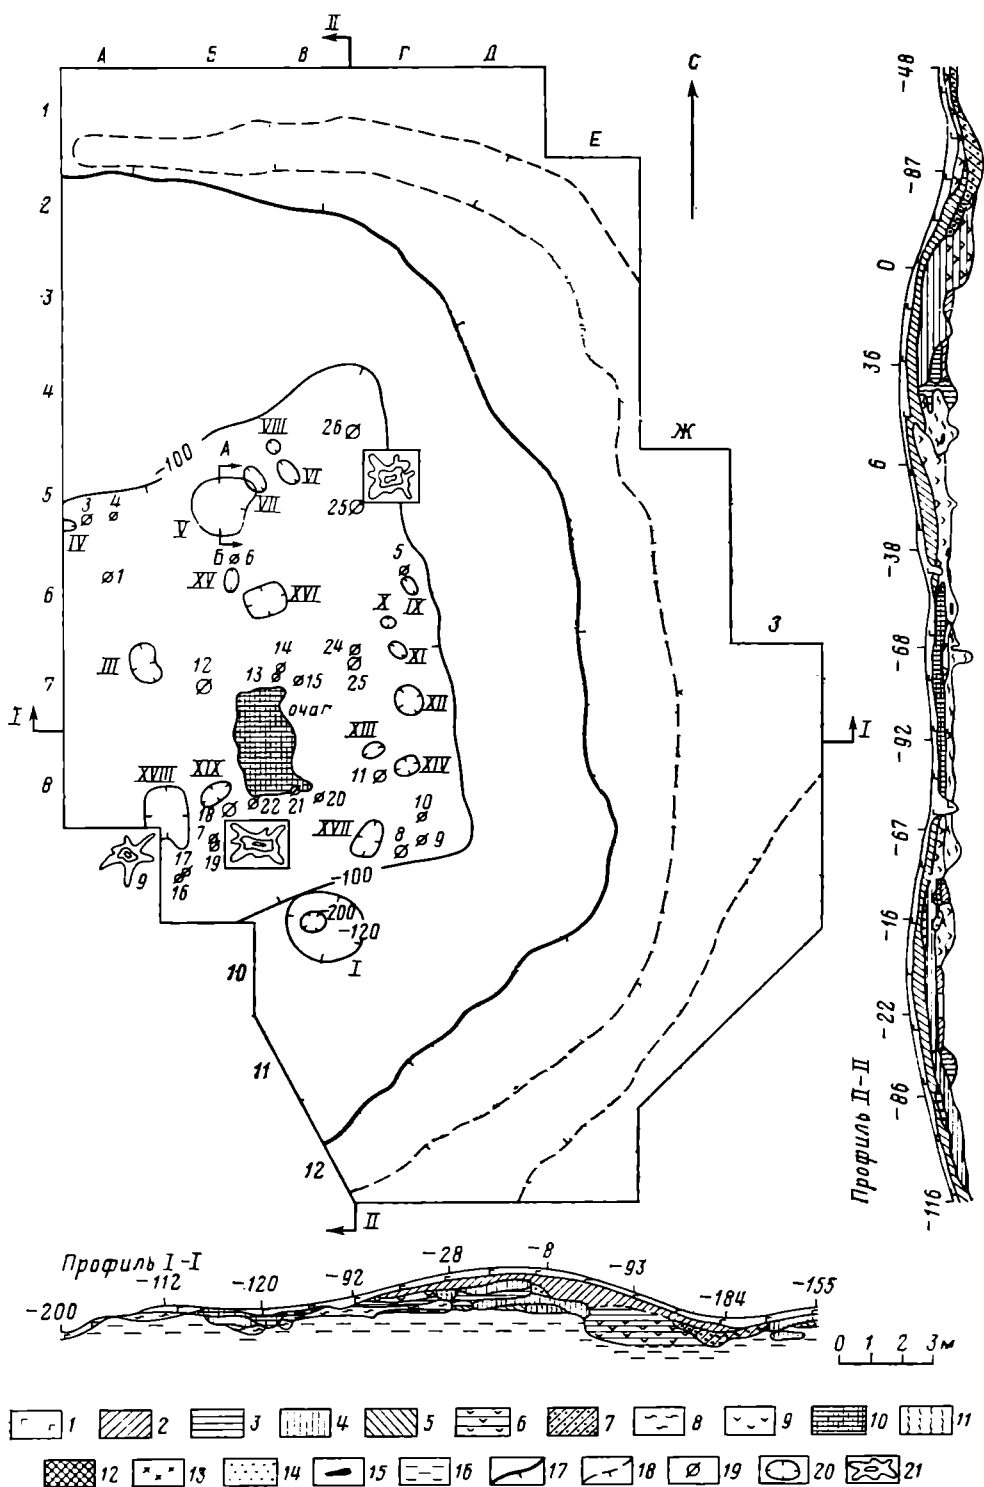 II
А Б В Г Д
С
1
Е
2
3
4
VIII
26
Ж
А
-100
VI
5
3 4
VII
25
V
IV
Б 6
5
1
XV
IX
6
XVI
X
З
III
14
24
XI
12
13
15
25
7
очаг
XII
I
I
XIII
XVIII
XIX
11
XIV
8
22 21 20
10
18
XVII
7
8
9
9
19
17
16
-100
-200
-120
10
I
11
12
II
-48
-87
0
36
6
-38
-68
-92
-67
-16
-22
-86
-116
Профиль II-II
Профиль I-I
-200 -112 -120 -92 -28 -8 -93 -184 -155
0 1 2 3 м
1 2 3 4 5 6 7 8 9 10 11
12 13 14 15 16 17 18 19 20 21